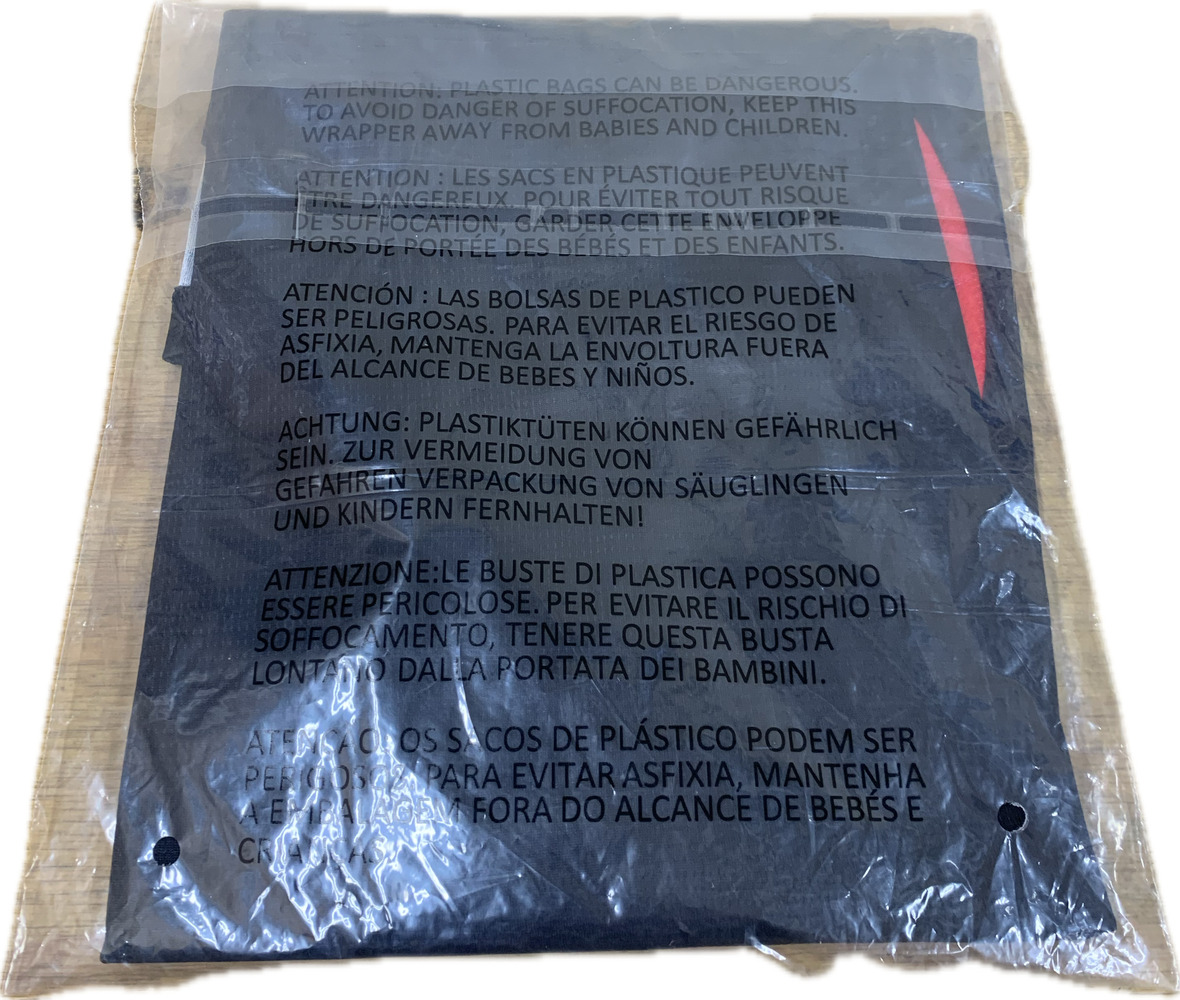 ATTENTION: PLASTIC BAGS CAN BE DANGEROUS.
TO AVOID DANGER OF SUFFOCATION, KEEP THIS
WRAPPER AWAY FROM BABIES AND CHILDREN.
ATTENTION : LES SACS EN PLASTIQUE PEUVENT
ÊTRE DANGEREUX. POUR ÉVITER TOUT RISQUE
DE SUFFOCATION, GARDER CETTE ENVELOPPE
HORS DE PORTÉE DES BÉBÉS ET DES ENFANTS.
ATENCIÓN : LAS BOLSAS DE PLASTICO PUEDEN
SER PELIGROSAS. PARA EVITAR EL RIESGO DE
ASFIXIA, MANTENGA LA ENVOLTURA FUERA
DEL ALCANCE DE BEBES Y NIÑOS.
ACHTUNG: PLASTIKTÜTEN KÖNNEN GEFÄHRLICH
SEIN. ZUR VERMEIDUNG VON
GEFAHREN VERPACKUNG VON SÄUGLINGEN
UND KINDERN FERNHALTEN!
ATTENZIONE:LE BUSTE DI PLASTICA POSSONO
ESSERE PERICOLOSE. PER EVITARE IL RISCHIO DI
SOFFOCAMENTO, TENERE QUESTA BUSTA
LONTANO DALLA PORTATA DEI BAMBINI.
OS SACOS DE PLÁSTICO PODEM SER
PARA EVITAR ASFIXIA, MANTENHA
A EMBALAGEM FORA DO ALCANCE DE BEBÉS E